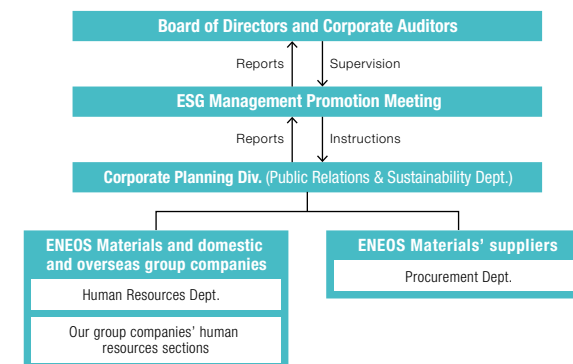 Board of Directors and Corporate Auditors
Reports
Supervision
ESG Management Promotion Meeting
Reports
Instructions
Corporate Planning Div. (Public Relations & Sustainability Dept.)
ENEOS Materials and domestic
and overseas group companies
Human Resources Dept.
Our group companies' human
resources sections
ENEOS Materials' suppliers
Procurement Dept.